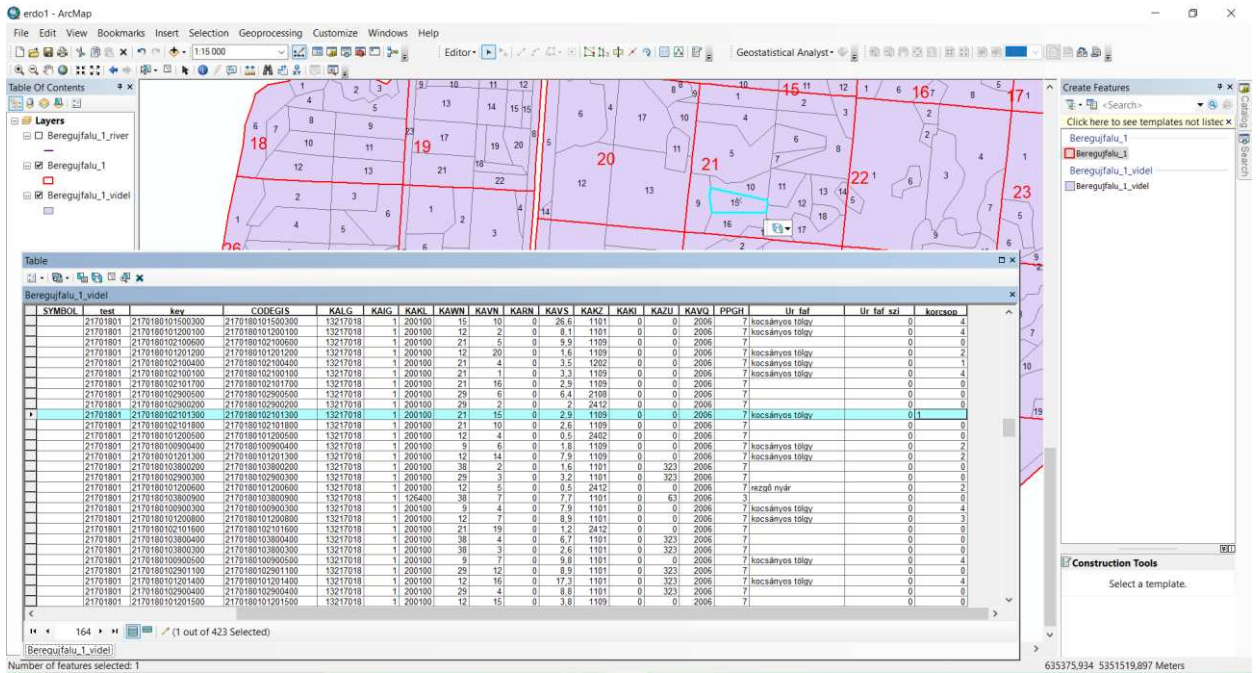 erdo1 - ArcMap
File Edit View Bookmarks Insert Selection Geoprocessing Customize Windows Help
1:15 000
Editor
Geostatistical Analyst
Table Of Contents
Layers
Beregujfalu_1_river
Beregujfalu_1
Beregujfalu_1_videl
18
19
20
21
15
16
22
23
Create Features
<Search>
Click here to see templates not listec
Beregujfalu_1
Beregujfalu_1
Beregujfalu_1_videl
Beregujfalu_1_videl
Catalog
Search
Table
Beregujfalu_1_videl
SYMBOL test key CODEGIS KALG KAIG KAKL KAWN KAVN KARN KAVS KAKZ KAKI KAZU KAVQ PPGH Ur_faf Ur_faf_szi korcsop
21701801 2170180101500300 2170180101500300 13217018 1 200100 15 10 0 26,6 1101 0 0 2006 7 kocsányos tölgy 0 4
21701801 2170180101200100 2170180101200100 13217018 1 200100 12 2 0 8,1 1101 0 0 2006 7 kocsányos tölgy 0 4
21701801 2170180102100600 2170180102100600 13217018 1 200100 21 5 0 9,9 1109 0 0 2006 7 0 0
21701801 2170180101201200 2170180101201200 13217018 1 200100 12 20 0 1,6 1109 0 0 2006 7 kocsányos tölgy 0 2
21701801 2170180102100400 2170180102100400 13217018 1 200100 21 4 0 3,5 1202 0 0 2006 7 kocsányos tölgy 0 1
21701801 2170180102100100 2170180102100100 13217018 1 200100 21 1 0 3,3 1109 0 0 2006 7 kocsányos tölgy 0 4
21701801 2170180102101700 2170180102101700 13217018 1 200100 21 16 0 2,9 1109 0 0 2006 7 0 0
21701801 2170180102900500 2170180102900500 13217018 1 200100 29 6 0 6,4 2108 0 0 2006 7 0 0
21701801 2170180102900200 2170180102900200 13217018 1 200100 29 2 0 2 2412 0 0 2006 7 0 0
21701801 2170180102101300 2170180102101300 13217018 1 200100 21 15 0 2,9 1109 0 0 2006 7 kocsányos tölgy 0 1
21701801 2170180102101800 2170180102101800 13217018 1 200100 21 10 0 2,6 1109 0 0 2006 7 0 0
21701801 2170180101200500 2170180101200500 13217018 1 200100 12 4 0 0,5 2402 0 0 2006 7 0 0
21701801 2170180100900400 2170180100900400 13217018 1 200100 9 6 0 1,8 1109 0 0 2006 7 kocsányos tölgy 0 2
21701801 2170180101201300 2170180101201300 13217018 1 200100 12 14 0 7,9 1109 0 0 2006 7 kocsányos tölgy 0 2
21701801 2170180103800200 2170180103800200 13217018 1 200100 38 2 0 1,6 1101 0 323 2006 7 0 0
21701801 2170180102900300 2170180102900300 13217018 1 200100 29 3 0 3,2 1101 0 323 2006 7 0 0
21701801 2170180101200600 2170180101200600 13217018 1 200100 12 5 0 0,5 2412 0 0 2006 7 rezgő nyár 0 2
21701801 2170180103800900 2170180103800900 13217018 1 126400 38 7 0 7,7 1101 0 63 2006 3 0 0
21701801 2170180100900300 2170180100900300 13217018 1 200100 9 4 0 7,9 1101 0 0 2006 7 kocsányos tölgy 0 4
21701801 2170180101200800 2170180101200800 13217018 1 200100 12 7 0 8,9 1101 0 0 2006 7 kocsányos tölgy 0 3
21701801 2170180102101600 2170180102101600 13217018 1 200100 21 19 0 1,2 2412 0 0 2006 7 0 0
21701801 2170180103800400 2170180103800400 13217018 1 200100 38 4 0 6,7 1101 0 323 2006 7 0 0
21701801 2170180103800300 2170180103800300 13217018 1 200100 38 3 0 2,6 1101 0 323 2006 7 0 0
21701801 2170180100900500 2170180100900500 13217018 1 200100 9 7 0 9,8 1101 0 0 2006 7 kocsányos tölgy 0 4
21701801 2170180102901100 2170180102901100 13217018 1 200100 29 12 0 8,9 1101 0 323 2006 7 0 0
21701801 2170180101201400 2170180101201400 13217018 1 200100 12 16 0 17,3 1101 0 323 2006 7 kocsányos tölgy 0 4
21701801 2170180102900400 2170180102900400 13217018 1 200100 29 4 0 8,8 1101 0 323 2006 7 0 0
21701801 2170180101201500 2170180101201500 13217018 1 200100 12 15 0 3,8 1109 0 0 2006 7 0 0
164 (1 out of 423 Selected)
Beregujfalu_1_videl
Construction Tools
Select a template.
Number of features selected: 1
635375,934 5351519,897 Meters